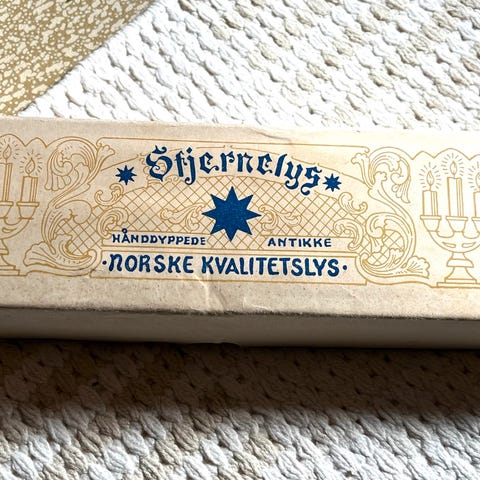 Stjernelys
HÅNDDYPPEDE ANTIKKE
·NORSKE KVALITETSLYS·